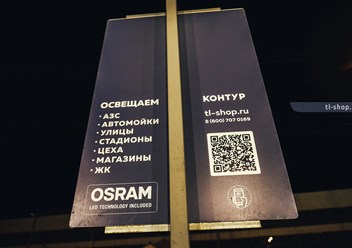 ОСВЕЩАЕМ
· АЗС
· АВТОМОЙКИ
· УЛИЦЫ
· СТАДИОНЫ
· ЦЕХА
· МАГАЗИНЫ
· ЖК
OSRAM
LED TECHNOLOGY INCLUDED
КОНТУР
tl-shop.ru
8 (800) 707 0169
tl-shop.